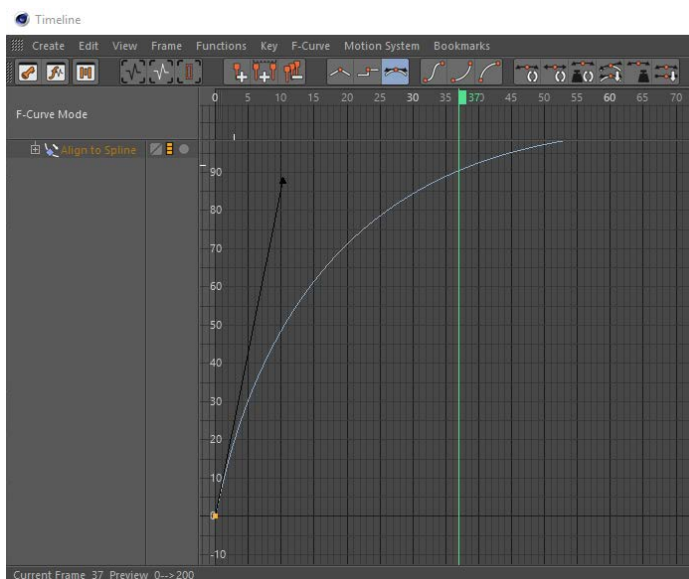 Timeline
Create Edit View Frame Functions Key F-Curve Motion System Bookmarks
0 5 10 15 20 25 30 35 37 45 50 55 60 65 70
F-Curve Mode
Align to Spline
90
80
70
60
50
40
30
20
10
0
-10
Current Frame 37 Preview 0-->200